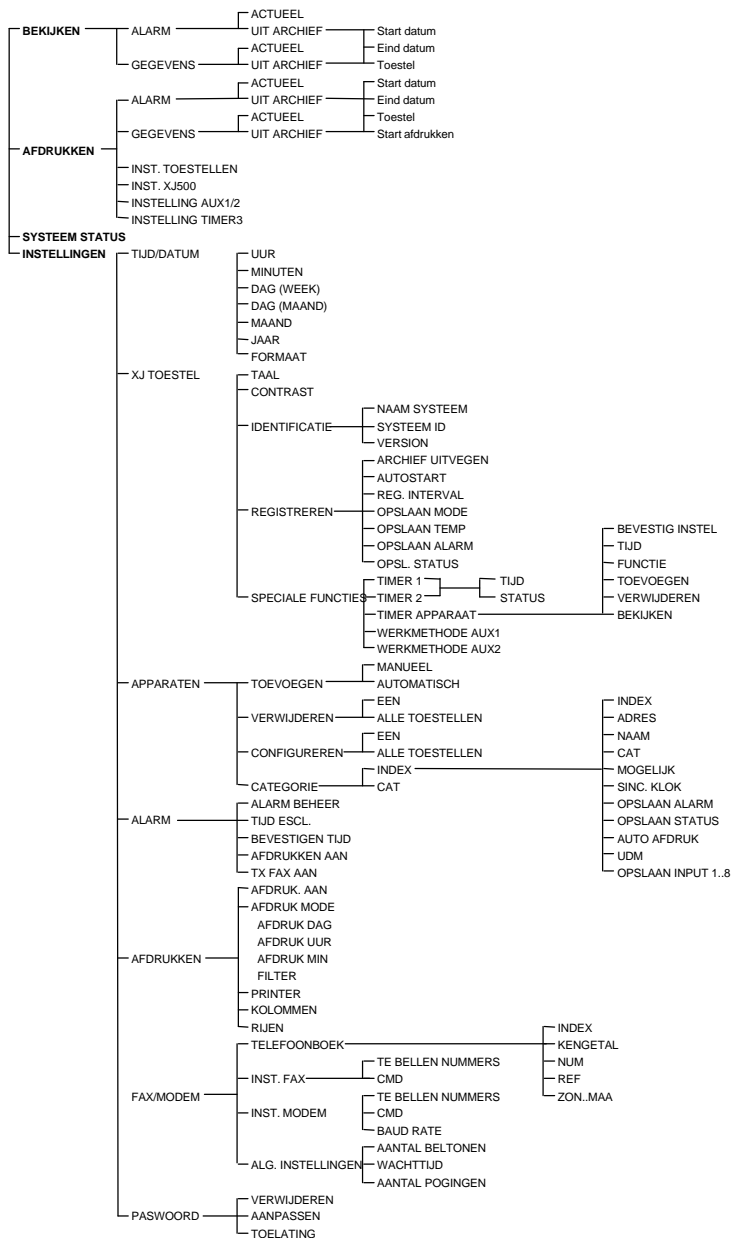 ACTUEEL
BEKIJKEN ALARM UIT ARCHIEF Start datum
ACTUEEL Eind datum
GEGEVENS UIT ARCHIEF Toestel
ACTUEEL Start datum
ALARM UIT ARCHIEF Eind datum
ACTUEEL Toestel
GEGEVENS UIT ARCHIEF Start afdrukken
AFDRUKKEN
INST. TOESTELLEN
INST. XJ500
INSTELLING AUX1/2
INSTELLING TIMER3
SYSTEEM STATUS
INSTELLINGEN TIJD/DATUM UUR
MINUTEN
DAG (WEEK)
DAG (MAAND)
MAAND
JAAR
FORMAAT
XJ TOESTEL TAAL
CONTRAST
NAAM SYSTEEM
IDENTIFICATIE SYSTEEM ID
VERSION
ARCHIEF UITVEGEN
AUTOSTART
REG. INTERVAL
REGISTREREN OPSLAAN MODE
OPSLAAN TEMP BEVESTIG INSTEL
OPSLAAN ALARM TIJD
OPSL. STATUS FUNCTIE
TIMER 1 TIJD TOEVOEGEN
SPECIALE FUNCTIES TIMER 2 STATUS VERWIJDEREN
TIMER APPARAAT BEKIJKEN
WERKMETHODE AUX1
WERKMETHODE AUX2
MANUEEL
APPARATEN TOEVOEGEN AUTOMATISCH
EEN INDEX
VERWIJDEREN ALLE TOESTELLEN ADRES
EEN NAAM
CONFIGUREREN ALLE TOESTELLEN CAT
INDEX MOGELIJK
CATEGORIE CAT SINC. KLOK
ALARM BEHEER OPSLAAN ALARM
ALARM TIJD ESCL. OPSLAAN STATUS
BEVESTIGEN TIJD AUTO AFDRUK
AFDRUKKEN AAN UDM
TX FAX AAN OPSLAAN INPUT 1..8
AFDRUK. AAN
AFDRUK MODE
AFDRUK DAG
AFDRUK UUR
AFDRUKKEN AFDRUK MIN
FILTER
PRINTER
KOLOMMEN
RIJEN INDEX
TELEFOONBOEK KENGETAL
TE BELLEN NUMMERS NUM
INST. FAX CMD REF
FAX/MODEM TE BELLEN NUMMERS ZON..MAA
INST. MODEM CMD
BAUD RATE
AANTAL BELTONEN
ALG. INSTELLINGEN WACHTTIJD
AANTAL POGINGEN
VERWIJDEREN
PASWOORD AANPASSEN
TOELATING